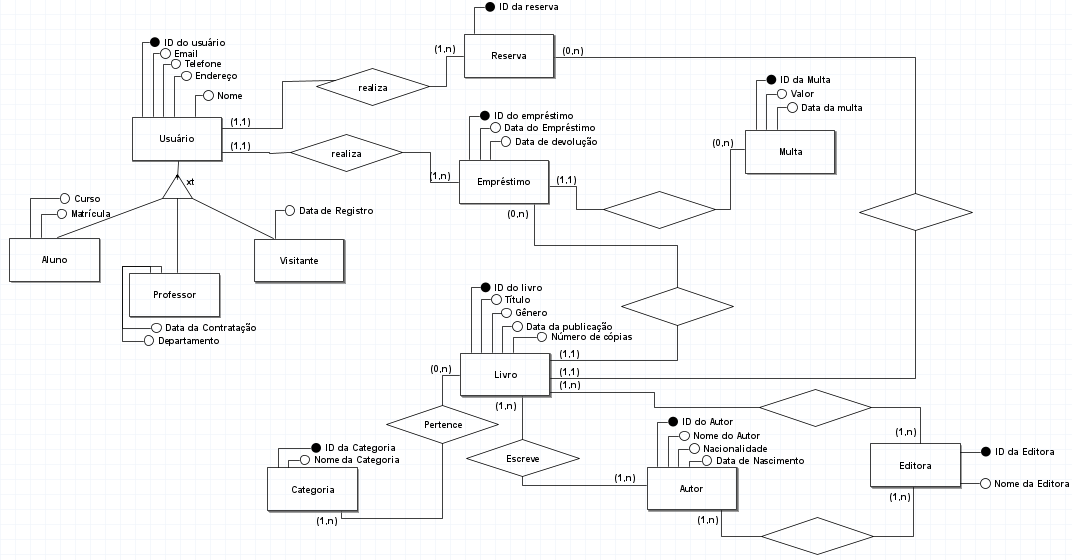 ID da reserva
Reserva
(1,n)
(0,n)
realiza
ID do usuário
Email
Telefone
Endereço
Nome
Usuário
(1,1)
(1,1)
realiza
(1,n)
ID do empréstimo
Data do Empréstimo
Data de devolução
Empréstimo
(1,1)
(0,n)
ID da Multa
Valor
Data da multa
Multa
(0,n)
xt
Curso
Matrícula
Aluno
Data de Registro
Visitante
Professor
Data da Contratação
Departamento
ID do livro
Título
Gênero
Data da publicação
Número de cópias
Livro
(0,n)
(1,1)
(1,1)
(1,n)
(1,n)
Pertence
Escreve
ID da Categoria
Nome da Categoria
Categoria
(1,n)
ID do Autor
Nome do Autor
Nacionalidade
Data de Nascimento
Autor
(1,n)
(1,n)
(1,n)
Editora
ID da Editora
Nome da Editora
(1,n)